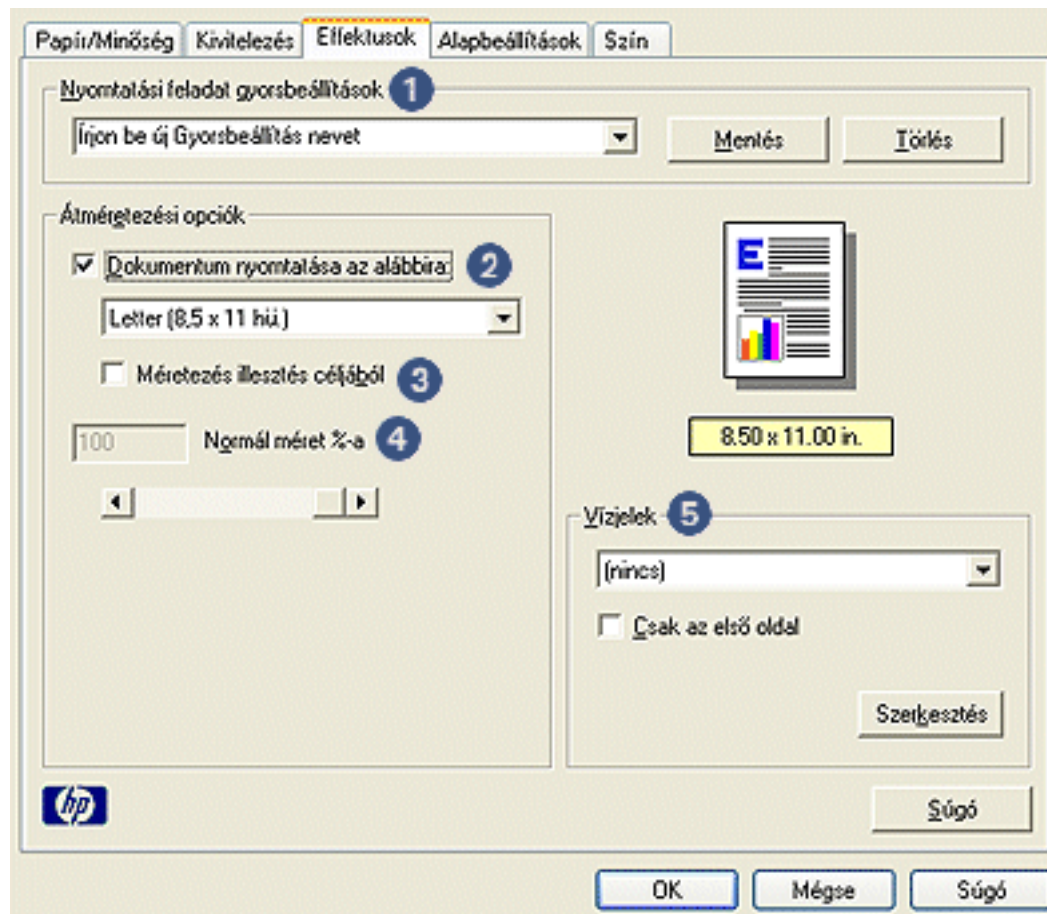 Papír/Minőség Kivitelezés Effektusok Alapbeállítások Szín
Nyomtatási feladat gyorsbeállítások 1
Írjon be új Gyorsbeállítás nevet
Mentés Törlés
Átméretezési opciók
Dokumentum nyomtatása az alábbira: 2
Letter (8,5 x 11 hü.)
Méretezés illesztés céljából 3
100 Normál méret %-a 4
E
8.50 x 11.00 in.
Vízjelek 5
(nincs)
Csak az első oldal
Szerkesztés
hp
Súgó
OK Mégse Súgó